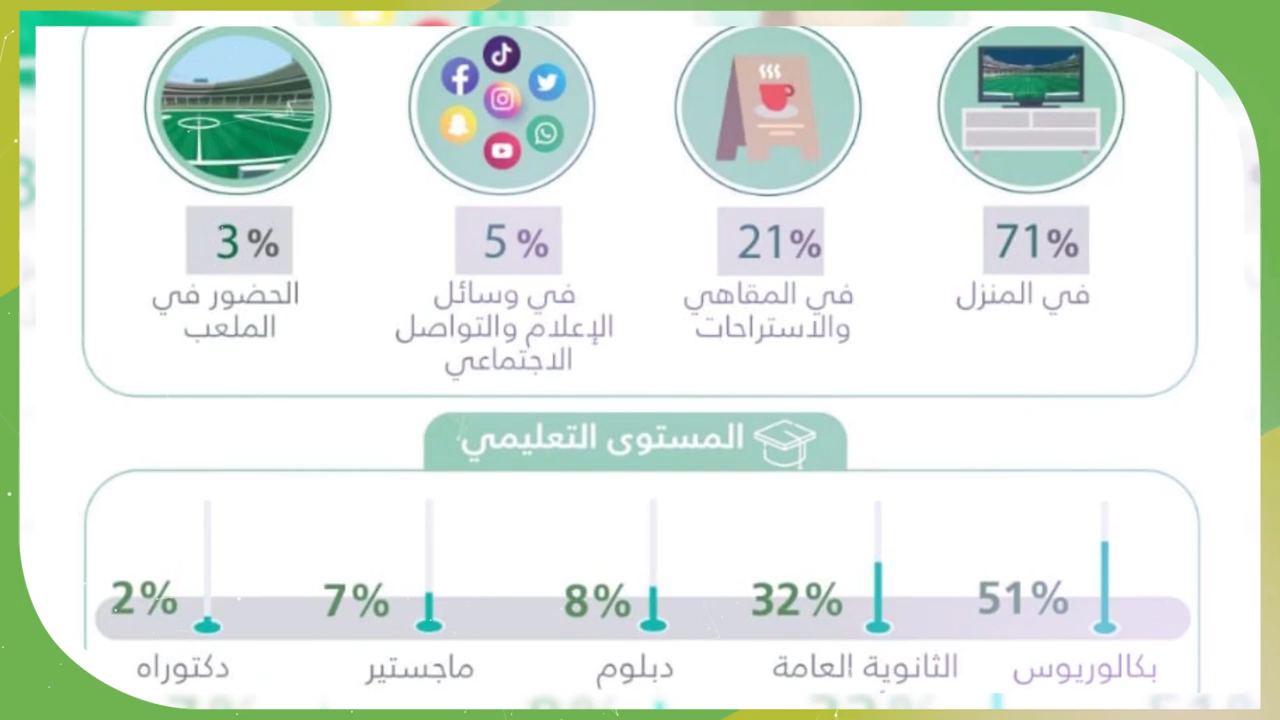 71%
في المنزل
21%
في المقاهي
والاستراحات
5 %
في وسائل
الإعلام والتواصل
الاجتماعي
3 %
الحضور في
الملعب
المستوى التعليمي
51%
بكالوريوس
32%
الثانوية العامة
8%
دبلوم
7%
ماجستير
2%
دكتوراه